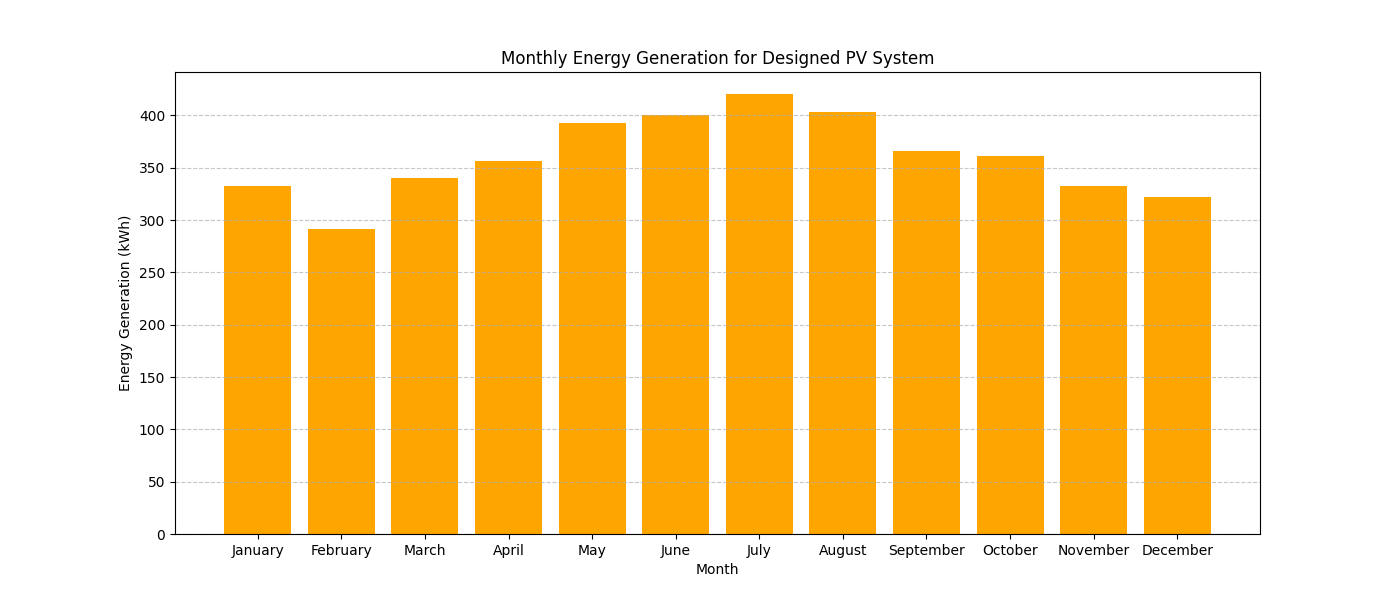 Monthly Energy Generation for Designed PV System
Energy Generation (kWh)
400
350
300
250
200
150
100
50
0
January February March April May June July August September October November December
Month